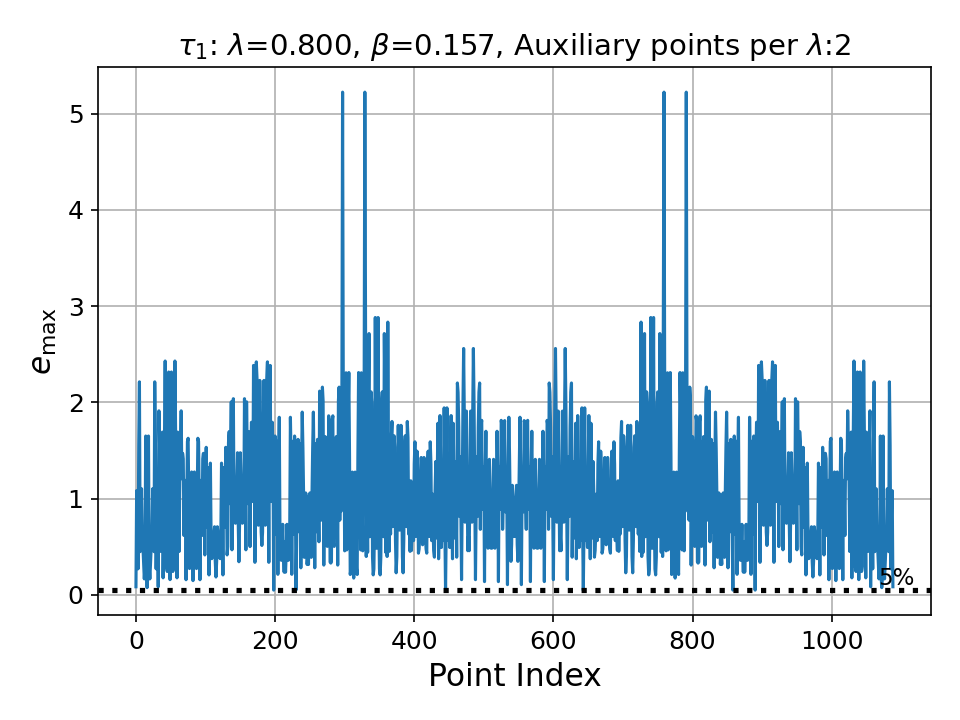 τ₁: λ=0.800, β=0.157, Auxiliary points per λ:2
e_max
5
4
3
2
1
0
5%
0 200 400 600 800 1000
Point Index